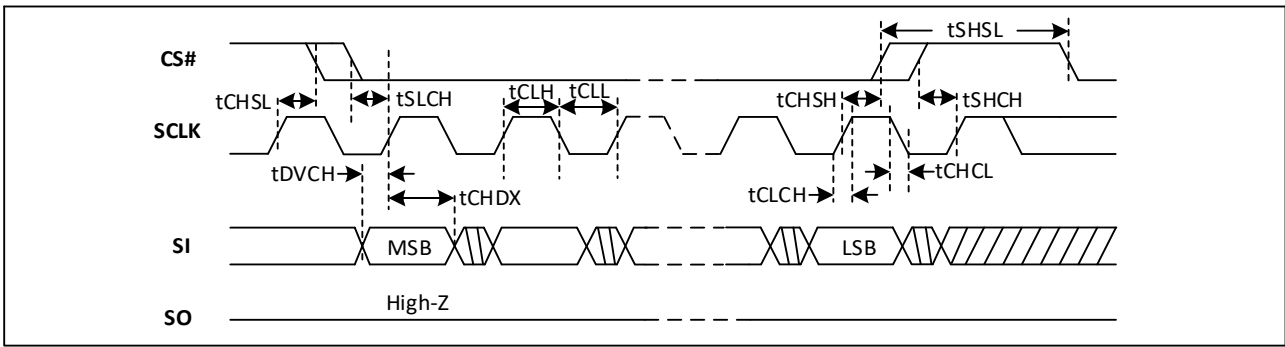 tSHSL
CS#
tCHSL
tSLCH
tCLH
tCLL
tCHSH
tSHCH
SCLK
tDVCH
tCHDX
tCLCH
tCHCL
SI
MSB
LSB
High-Z
SO